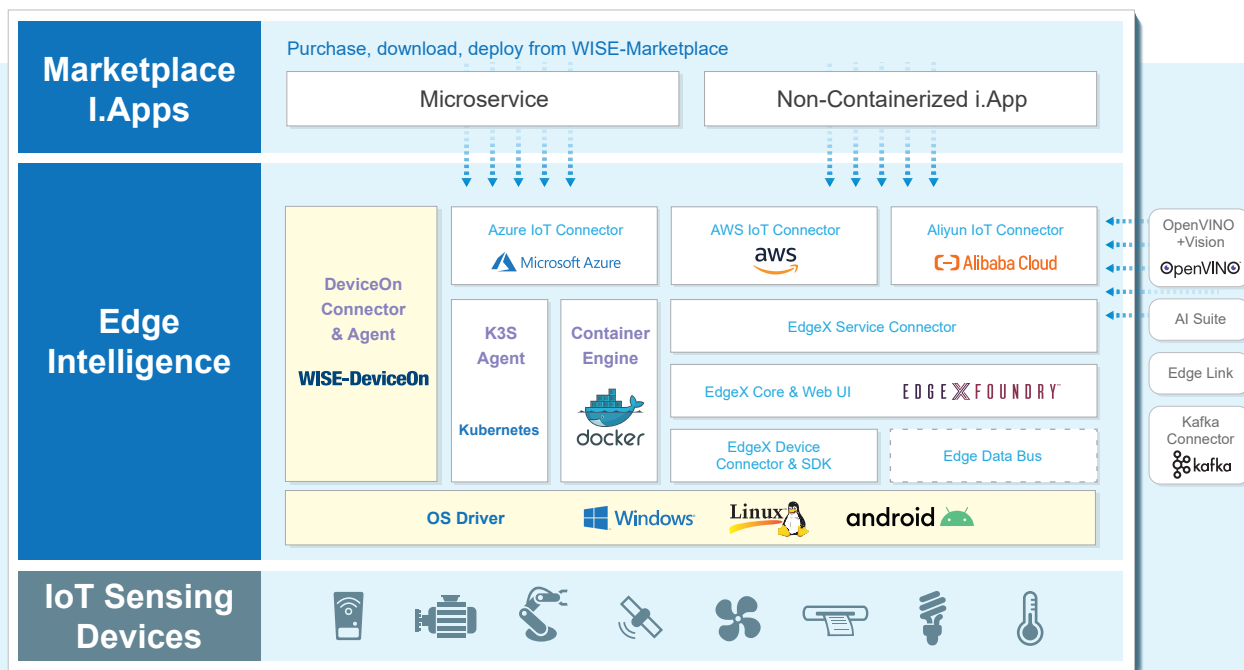 Marketplace
I.Apps
Purchase, download, deploy from WISE-Marketplace
Microservice
Non-Containerized i.App
Edge
Intelligence
DeviceOn
Connector
& Agent
WISE-DeviceOn
Azure IoT Connector
Microsoft Azure
AWS IoT Connector
aws
Aliyun IoT Connector
Alibaba Cloud
K3S
Agent
Kubernetes
Container
Engine
docker
EdgeX Service Connector
EdgeX Core & Web UI
EDGE X FOUNDRY
EdgeX Device
Connector & SDK
Edge Data Bus
OS Driver
Windows
Linux
android
OpenVINO
+Vision
OpenVINO
AI Suite
Edge Link
Kafka
Connector
kafka
IoT Sensing
Devices